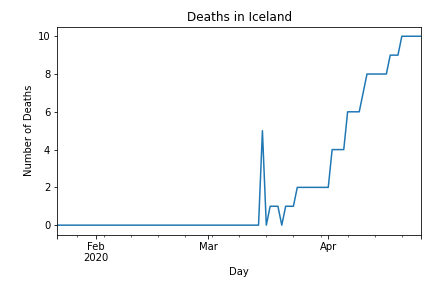 Deaths in Iceland
10
8
6
4
2
0
Number of Deaths
Feb
2020
Mar
Apr
Day